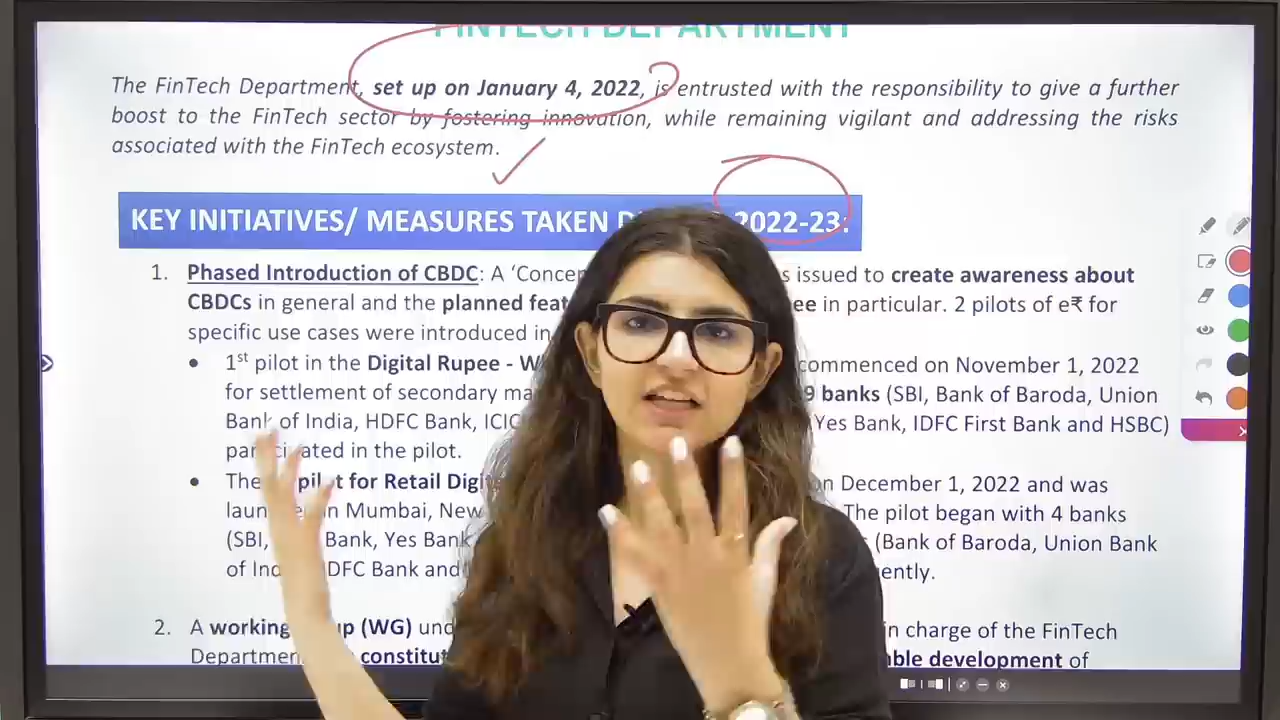 FINTECH DEPARTMENT
The FinTech Department, set up on January 4, 2022, is entrusted with the responsibility to give a further
boost to the FinTech sector by fostering innovation, while remaining vigilant and addressing the risks
associated with the FinTech ecosystem.
KEY INITIATIVES/ MEASURES TAKEN 2022-23:
1. Phased Introduction of CBDC: A ‘Concep issued to create awareness about
CBDCs in general and the planned feat in particular. 2 pilots of e₹ for
specific use cases were introduced in
• 1st pilot in the Digital Rupee - W commenced on November 1, 2022
for settlement of secondary ma 9 banks (SBI, Bank of Baroda, Union
Bank of India, HDFC Bank, ICIC Yes Bank, IDFC First Bank and HSBC)
participated in the pilot.
• The pilot for Retail Digi on December 1, 2022 and was
in Mumbai, New The pilot began with 4 banks
(SBI, Bank, Yes Bank (Bank of Baroda, Union Bank
of Bank and
2. A working (WG) in charge of the FinTech
development of